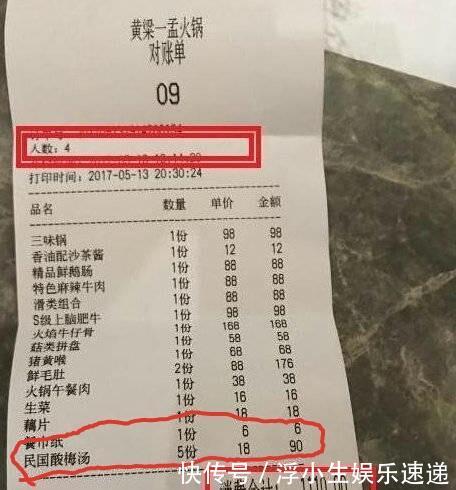 黄梁一孟火锅
对账单
09
人数: 4
打印时间: 2017-05-13 20:30:24
品名 数量 单价 金额
三味锅 1份 98 98
香油配沙茶酱 1份 12 12
精品鲜鹅肠 1份 88 88
特色麻辣牛肉 1份 88 88
滑类组合 1份 88 88
S级上脑肥牛 1份 98 98
火焰牛仔骨 1份 168 168
菇类拼盘 1份 58 58
猪黄喉 1份 68 68
鲜毛肚 2份 88 176
火锅午餐肉 1份 38 38
生菜 1份 16 16
藕片 1份 18 18
餐巾纸 1份 6 6
民国酸梅汤 5份 18 90
快传号/浮小生娱乐速递